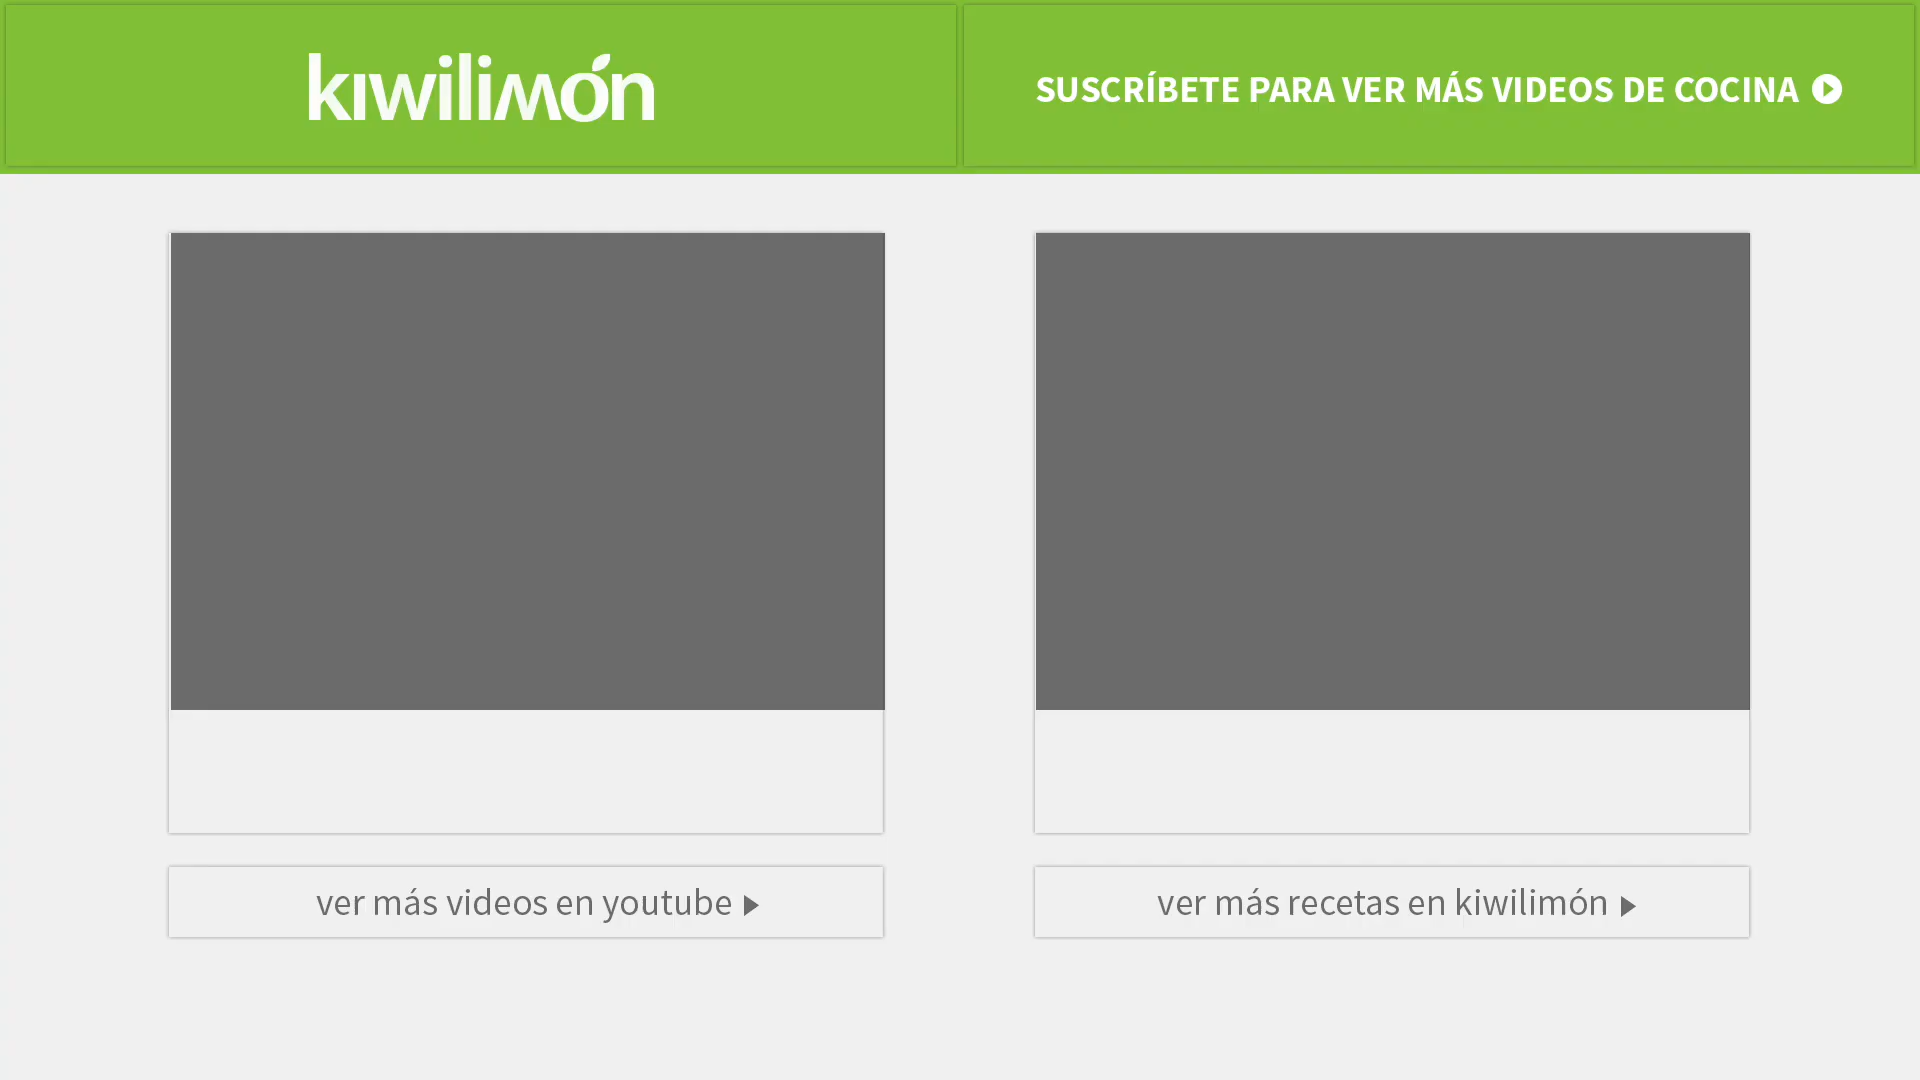 kiwilimón
SUSCRÍBETE PARA VER MÁS VIDEOS DE COCINA
ver más videos en youtube
ver más recetas en kiwilimón